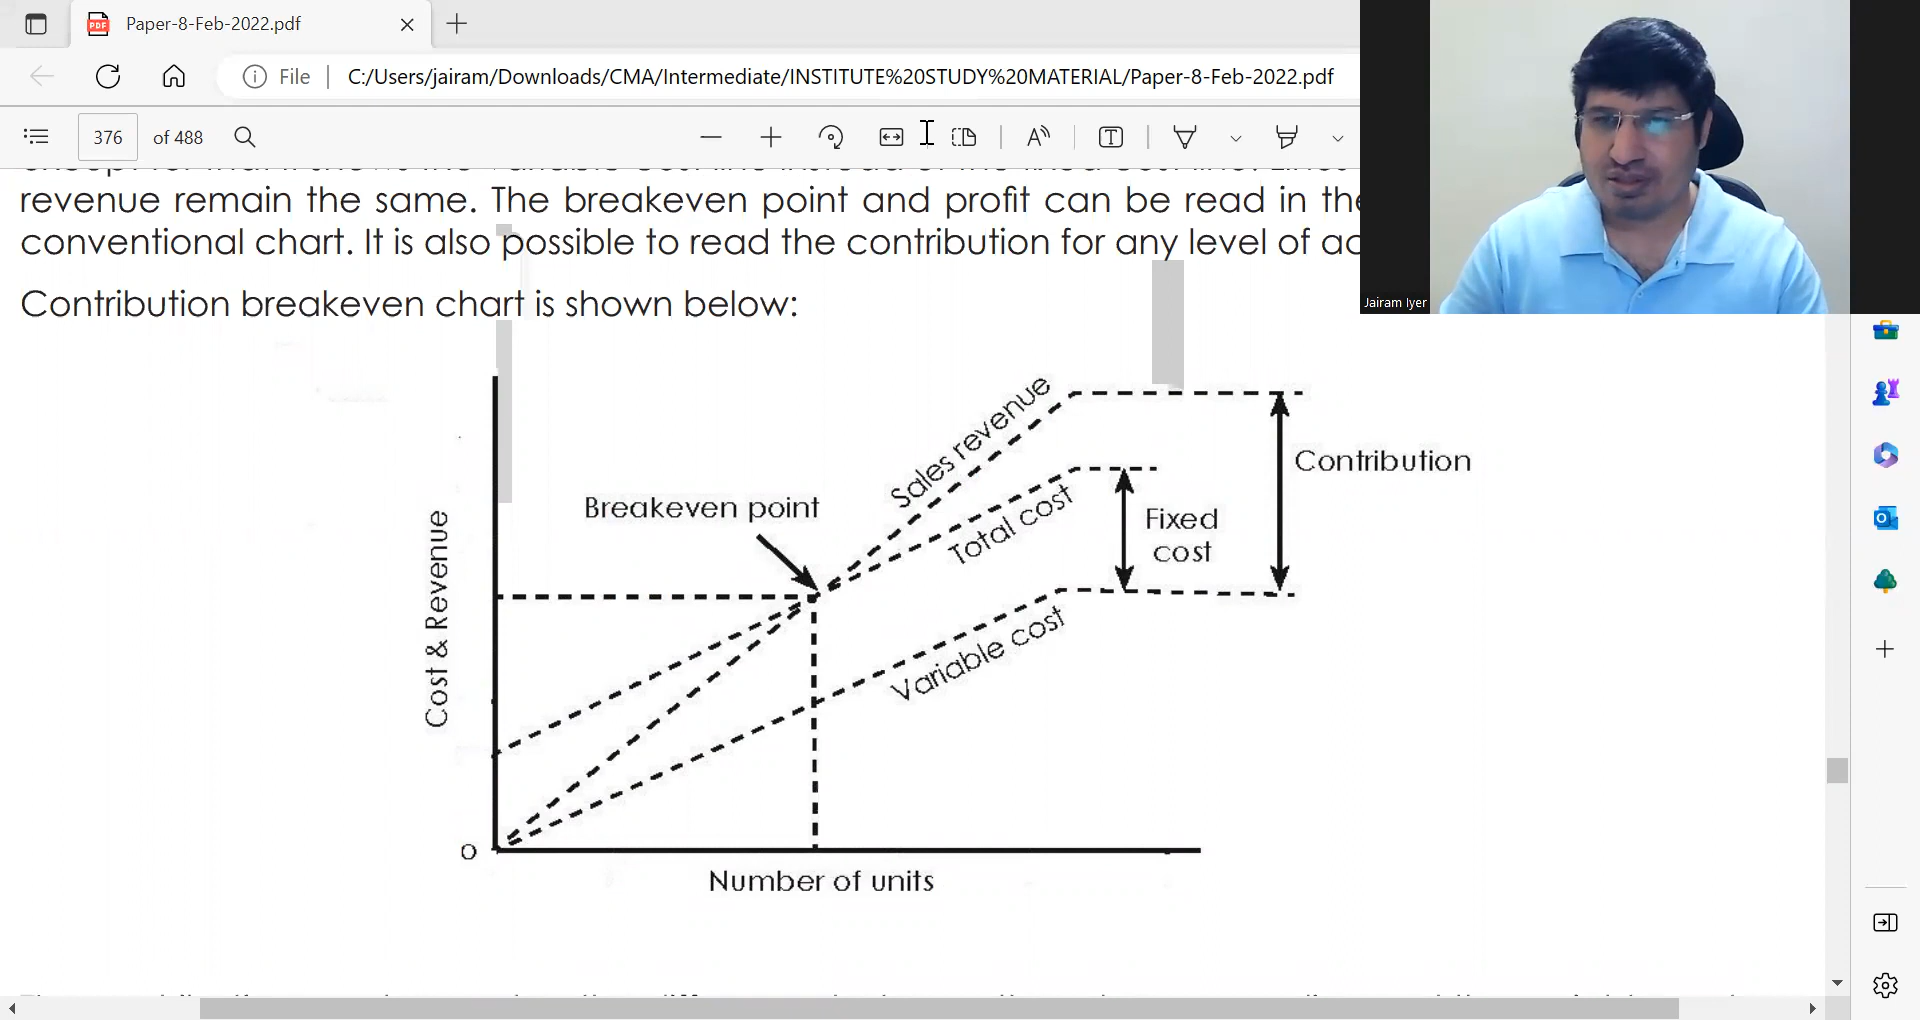 Paper-8-Feb-2022.pdf
File
C:/Users/jairam/Downloads/CMA/Intermediate/INSTITUTE%20STUDY%20MATERIAL/Paper-8-Feb-2022.pdf
376 of 488
revenue remain the same. The breakeven point and profit can be read in the
conventional chart. It is also possible to read the contribution for any level of
Jairam Iyer
Contribution breakeven chart is shown below:
Sales revenue
Contribution
Breakeven point
Total cost
Fixed
cost
Cost & Revenue
Variable cost
O
Number of units